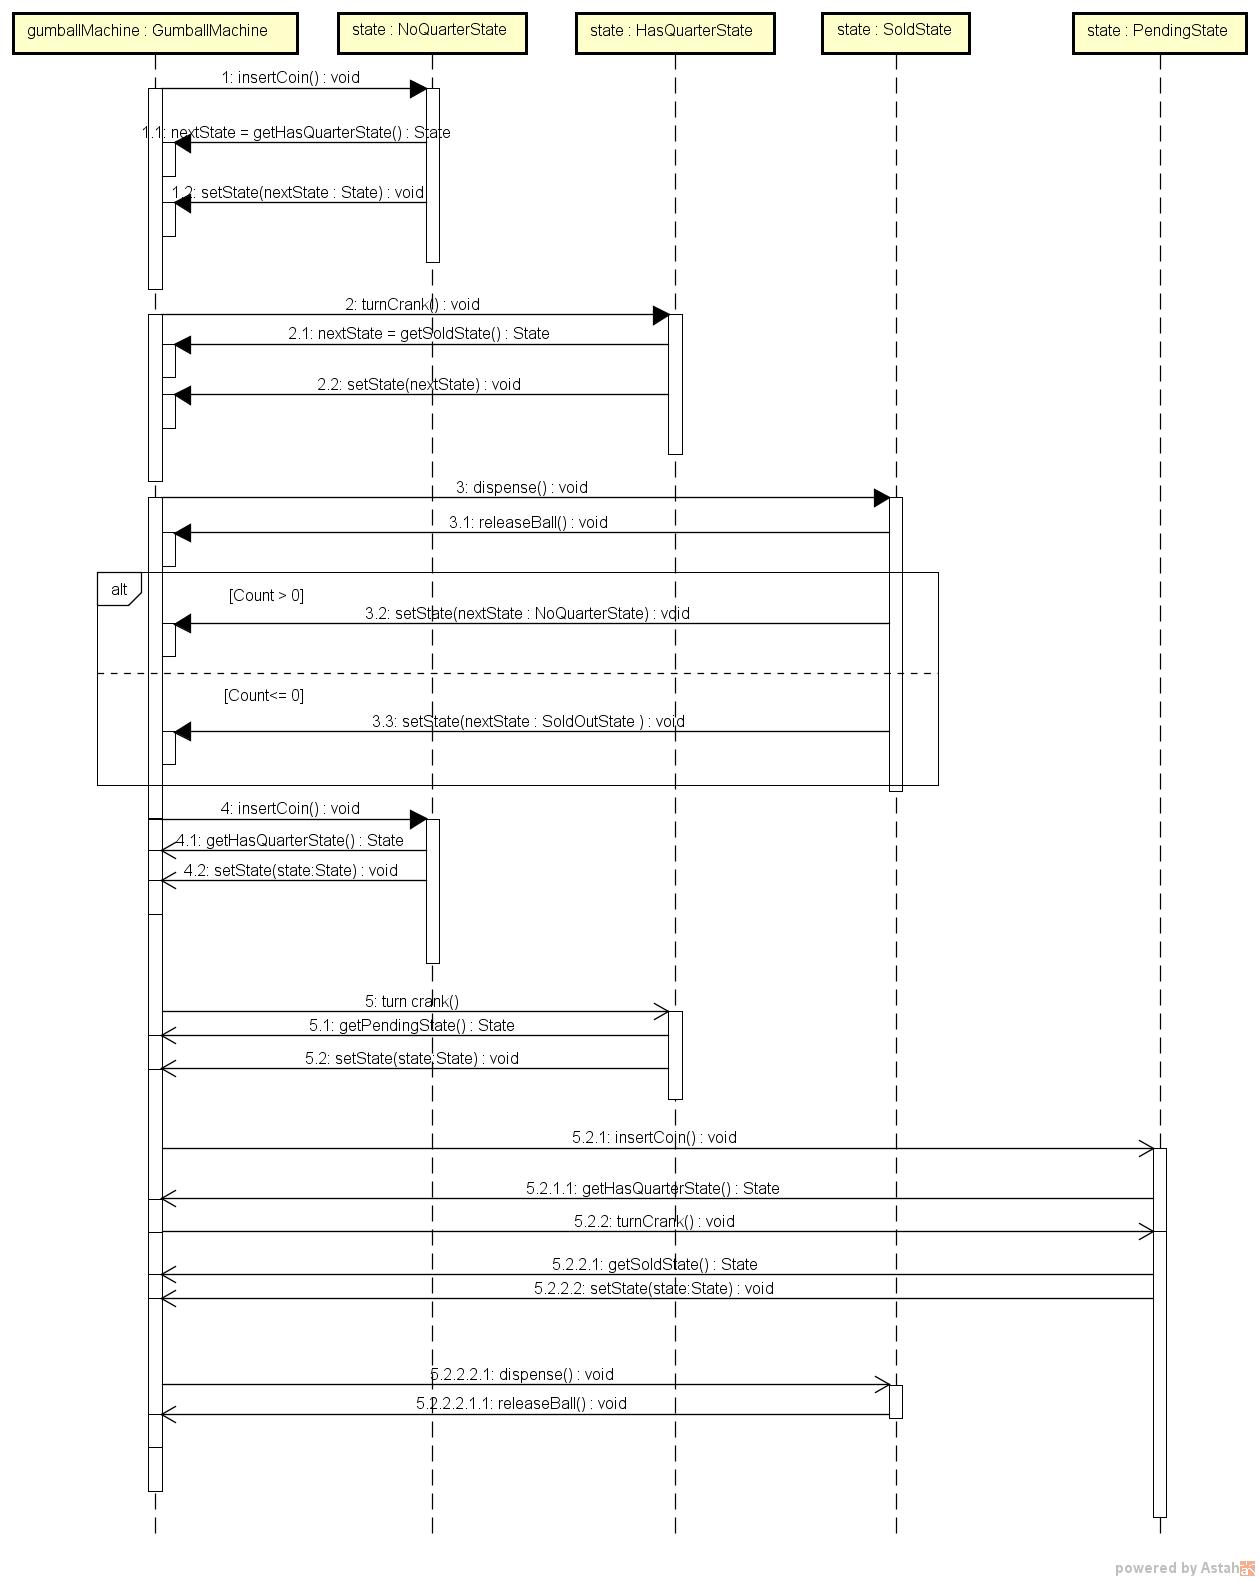 gumballMachine : GumballMachine
state : NoQuarterState
state : HasQuarterState
state : SoldState
state : PendingState
1: insertCoin() : void
1.1: nextState = getHasQuarterState() : State
1.2: setState(nextState : State) : void
2: turnCrank() : void
2.1: nextState = getSoldState() : State
2.2: setState(nextState) : void
3: dispense() : void
3.1: releaseBall() : void
alt
[Count > 0]
3.2: setState(nextState : NoQuarterState) : void
[Count<= 0]
3.3: setState(nextState : SoldOutState ) : void
4: insertCoin() : void
4.1: getHasQuarterState() : State
4.2: setState(state:State) : void
5: turn crank()
5.1: getPendingState() : State
5.2: setState(state:State) : void
5.2.1: insertCoin() : void
5.2.1.1: getHasQuarterState() : State
5.2.2: turnCrank() : void
5.2.2.1: getSoldState() : State
5.2.2.2: setState(state:State) : void
5.2.2.2.1: dispense() : void
5.2.2.2.1.1: releaseBall() : void
powered by Astah